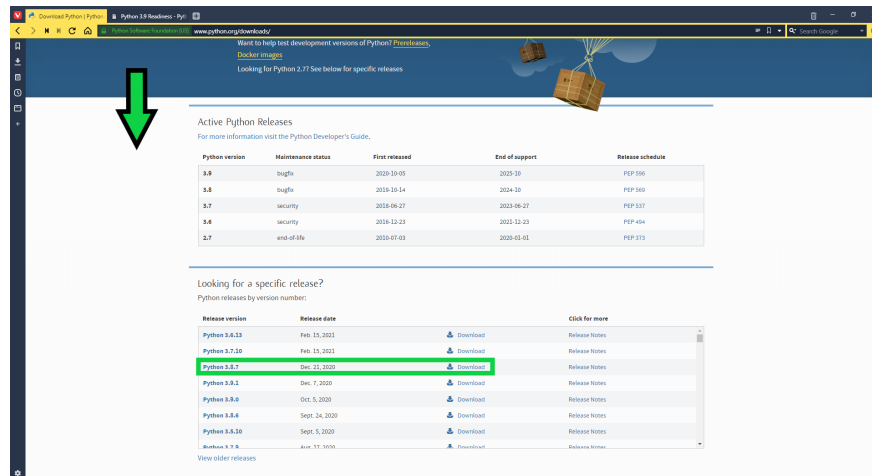 Download Python | Python
Python 3.9 Readiness - Pyt
Python Software Foundation [US] www.python.org/downloads/
Search Google
Want to help test development versions of Python? Prereleases,
Docker images
Looking for Python 2.7? See below for specific releases
Active Python Releases
For more information visit the Python Developer's Guide.
Python version Maintenance status First released End of support Release schedule
3.9 bugfix 2020-10-05 2025-10 PEP 596
3.8 bugfix 2019-10-14 2024-10 PEP 569
3.7 security 2018-06-27 2023-06-27 PEP 537
3.6 security 2016-12-23 2021-12-23 PEP 494
2.7 end-of-life 2010-07-03 2020-01-01 PEP 373
Looking for a specific release?
Python releases by version number:
Release version Release date Click for more
Python 3.6.13 Feb. 15, 2021 Download Release Notes
Python 3.7.10 Feb. 15, 2021 Download Release Notes
Python 3.8.7 Dec. 21, 2020 Download Release Notes
Python 3.9.1 Dec. 7, 2020 Download Release Notes
Python 3.9.0 Oct. 5, 2020 Download Release Notes
Python 3.8.6 Sept. 24, 2020 Download Release Notes
Python 3.5.10 Sept. 5, 2020 Download Release Notes
Python 3.7.9 Aug. 17, 2020 Download Release Notes
View older releases